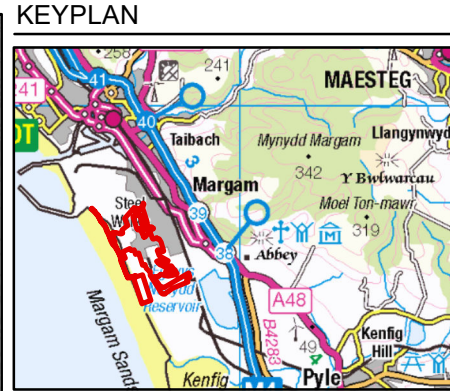 KEYPLAN
258
241
41
41
MAESTEG
40
Taibach
Mynydd Margam
Llangynwyd
342
Y Bwlwarcau
Margam
Moel Ton-mawr
Steel
39
319
38
Abbey
Reservoir
A48
Margam Sands
B4283
49
Kenfig
Hill
Pyle
Kenfig